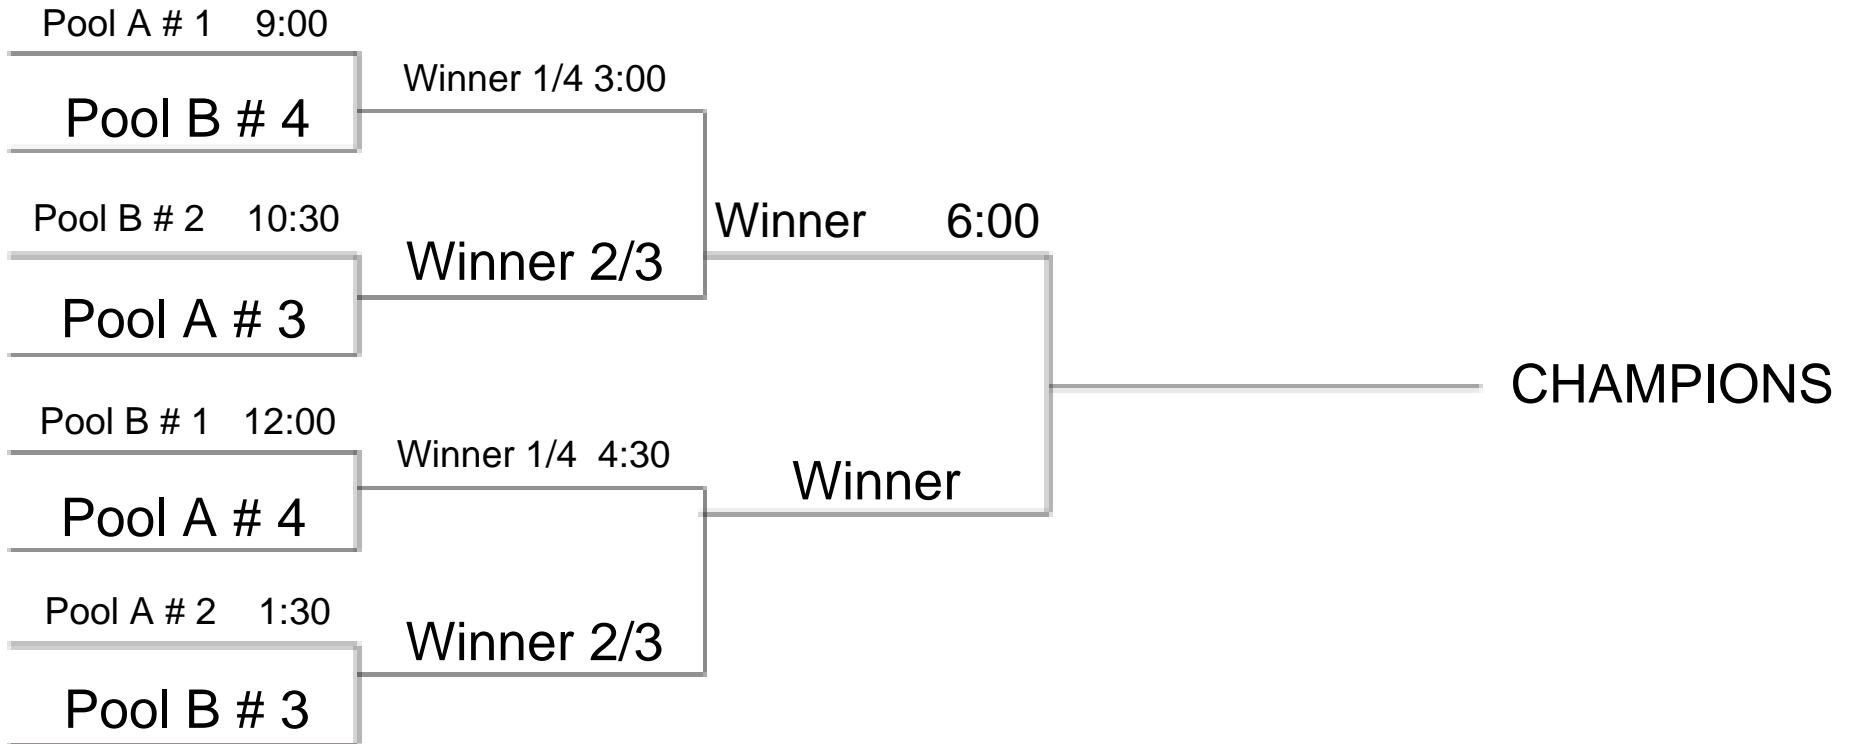 Pool A # 1 9:00
Pool B # 4
Pool B # 2 10:30
Pool A # 3
Pool B # 1 12:00
Pool A # 4
Pool A # 2 1:30
Pool B # 3
Winner 1/4 3:00
Winner 2/3
Winner 1/4 4:30
Winner 2/3
Winner 6:00
Winner
CHAMPIONS